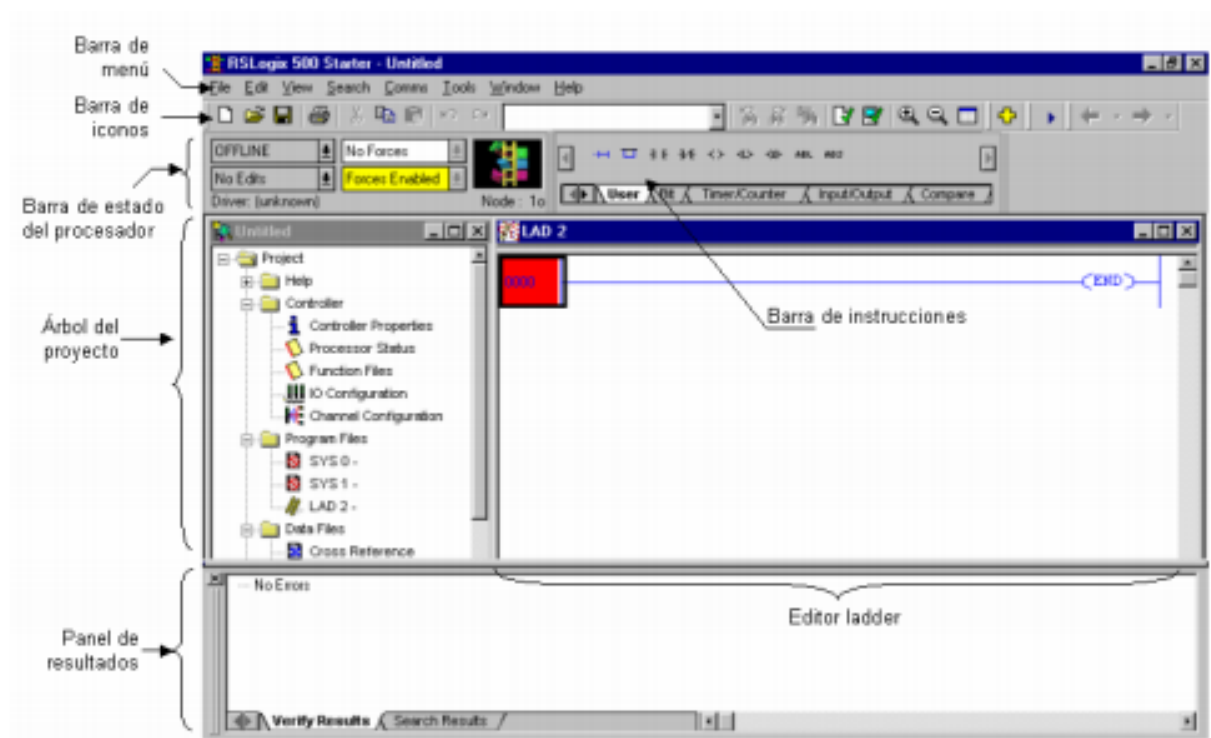 Barra de
menú
RSLogix 500 Starter - Untitled
File Edit View Search Comms Tools Window Help
Barra de
iconos
OFFLINE No Forces
No Edits Forces Enabled
Driver: (unknown) Node : 1o
User Bit Timer/Counter Input/Output Compare
Barra de estado
del procesador
Untitled
LAD 2
Project
Help
Controller
Controller Properties
Processor Status
Function Files
IO Configuration
Channel Configuration
Program Files
SYS 0 -
SYS 1 -
LAD 2 -
Data Files
Cross Reference
0000
END
Barra de instrucciones
Árbol del
proyecto
No Errors
Editor ladder
Panel de
resultados
Verify Results Search Results